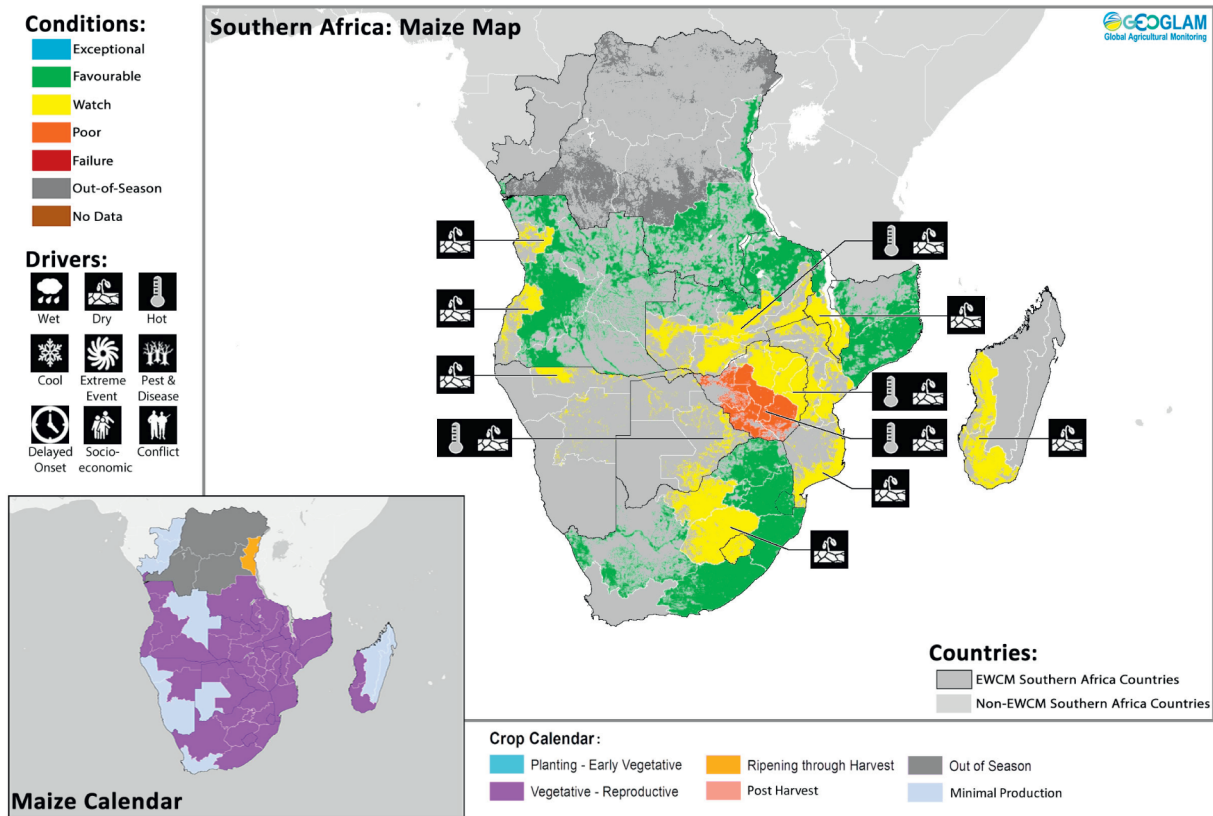 Conditions:
Exceptional
Favourable
Watch
Poor
Failure
Out-of-Season
No Data
Drivers:
Wet
Dry
Hot
Cool
Extreme
Event
Pest &
Disease
Delayed
Onset
Socio-
economic
Conflict
Southern Africa: Maize Map
GEOGLAM
Global Agricultural Monitoring
Countries:
EWCM Southern Africa Countries
Non-EWCM Southern Africa Countries
Maize Calendar
Crop Calendar:
Planting - Early Vegetative
Vegetative - Reproductive
Ripening through Harvest
Post Harvest
Out of Season
Minimal Production